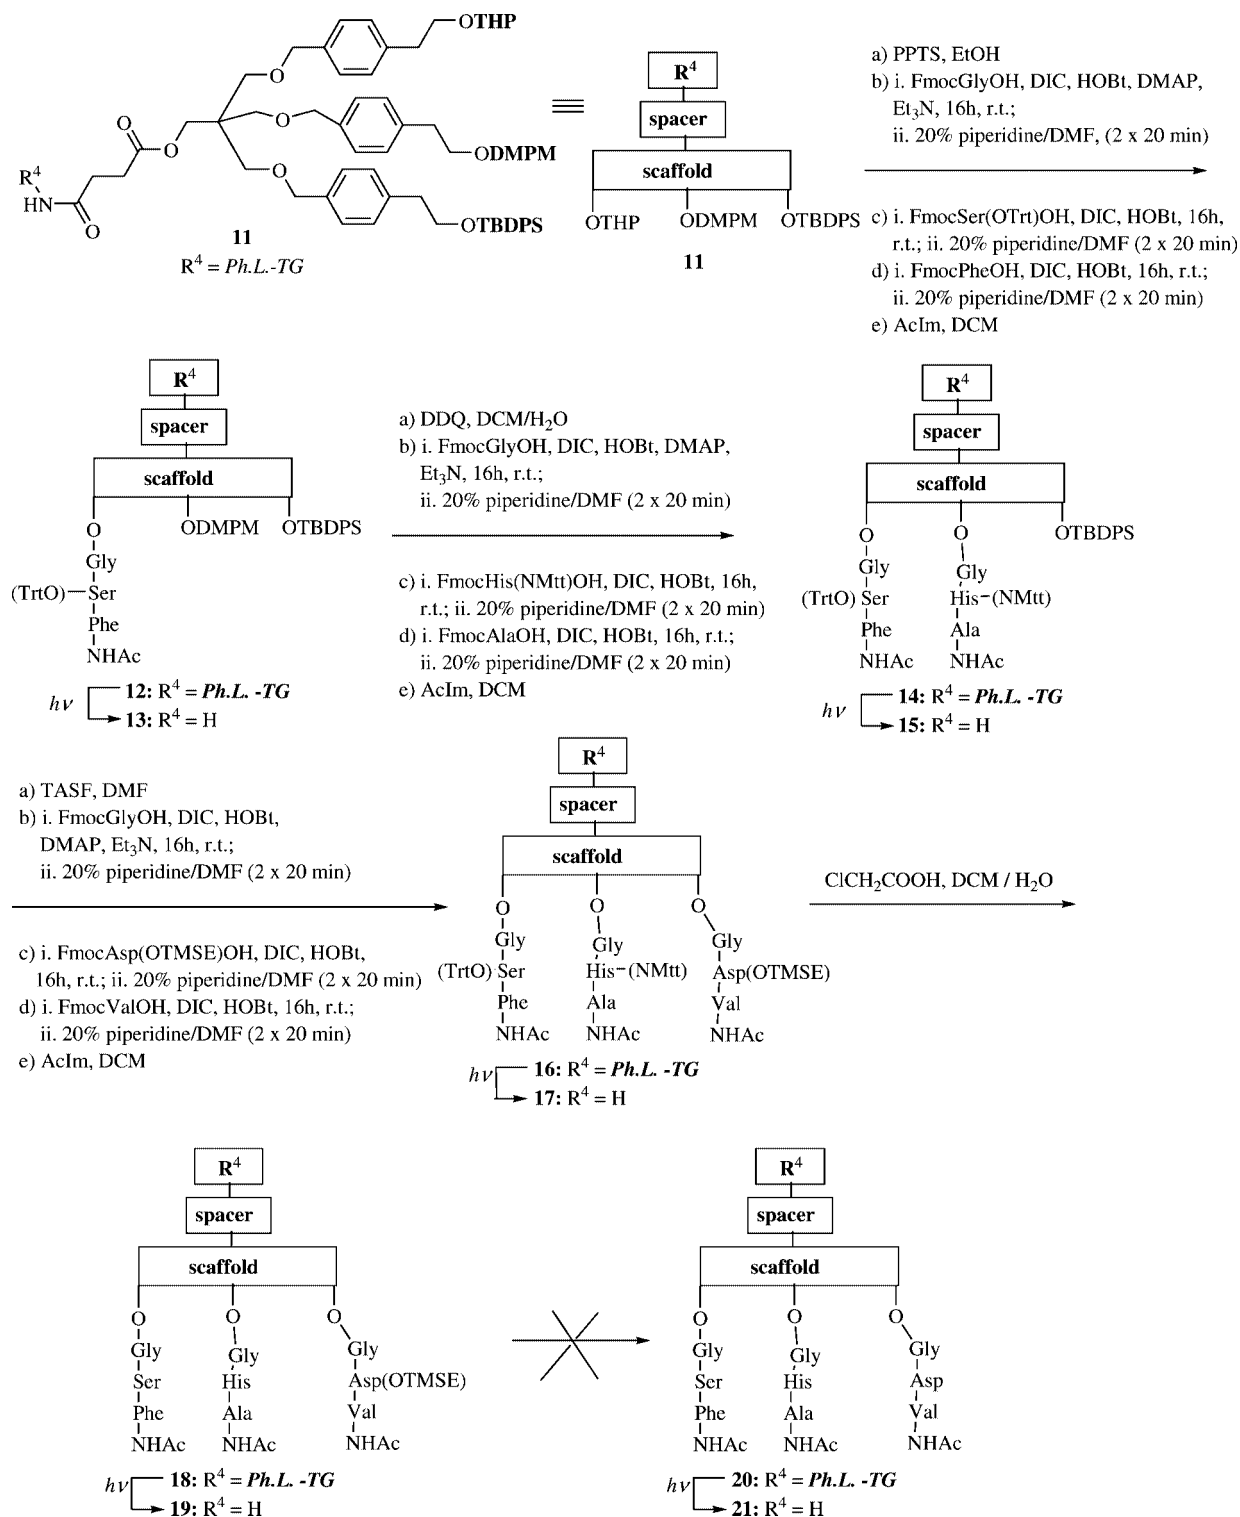 OTHP
O
O
ODMPM
O
O
O
R⁴
HN
O
OTBDPS
11
R⁴ = Ph.L.-TG
R⁴
spacer
scaffold
OTHP ODMPM OTBDPS
11
a) PPTS, EtOH
b) i. FmocGlyOH, DIC, HOBt, DMAP,
Et₃N, 16h, r.t.;
ii. 20% piperidine/DMF, (2 x 20 min)
c) i. FmocSer(OTrt)OH, DIC, HOBt, 16h,
r.t.; ii. 20% piperidine/DMF (2 x 20 min)
d) i. FmocPheOH, DIC, HOBt, 16h, r.t.;
ii. 20% piperidine/DMF (2 x 20 min)
e) AcIm, DCM
R⁴
spacer
scaffold
O ODMPM OTBDPS
Gly
(TrtO) Ser
Phe
NHAc
hν 12: R⁴ = Ph.L. -TG
13: R⁴ = H
a) DDQ, DCM/H₂O
b) i. FmocGlyOH, DIC, HOBt, DMAP,
Et₃N, 16h, r.t.;
ii. 20% piperidine/DMF (2 x 20 min)
c) i. FmocHis(NMtt)OH, DIC, HOBt, 16h,
r.t.; ii. 20% piperidine/DMF (2 x 20 min)
d) i. FmocAlaOH, DIC, HOBt, 16h, r.t.;
ii. 20% piperidine/DMF (2 x 20 min)
e) AcIm, DCM
R⁴
spacer
scaffold
O O OTBDPS
Gly Gly
(TrtO) Ser His (NMtt)
Phe Ala
NHAc NHAc
hν 14: R⁴ = Ph.L. -TG
15: R⁴ = H
a) TASF, DMF
b) i. FmocGlyOH, DIC, HOBt,
DMAP, Et₃N, 16h, r.t.;
ii. 20% piperidine/DMF (2 x 20 min)
c) i. FmocAsp(OTMSE)OH, DIC, HOBt,
16h, r.t.; ii. 20% piperidine/DMF (2 x 20 min)
d) i. FmocValOH, DIC, HOBt, 16h, r.t.;
ii. 20% piperidine/DMF (2 x 20 min)
e) AcIm, DCM
R⁴
spacer
scaffold
O O O
Gly Gly Gly
(TrtO) Ser His (NMtt) Asp(OTMSE)
Phe Ala Val
NHAc NHAc NHAc
hν 16: R⁴ = Ph.L. -TG
17: R⁴ = H
ClCH₂COOH, DCM / H₂O
R⁴
spacer
scaffold
O O O
Gly Gly Gly
Ser His Asp(OTMSE)
Phe Ala Val
NHAc NHAc NHAc
hν 18: R⁴ = Ph.L. -TG
19: R⁴ = H
R⁴
spacer
scaffold
O O O
Gly Gly Gly
Ser His Asp
Phe Ala Val
NHAc NHAc NHAc
hν 20: R⁴ = Ph.L. -TG
21: R⁴ = H